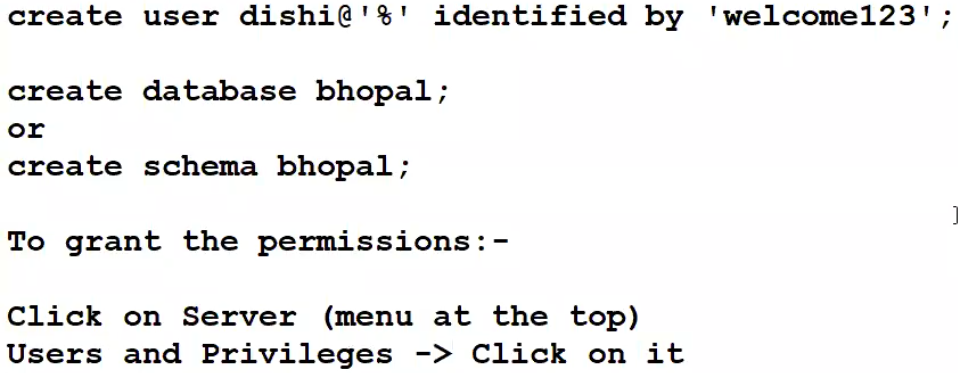 create user dishi@'%' identified by 'welcome123';
create database bhopal;
or
create schema bhopal;
To grant the permissions:-
Click on Server (menu at the top)
Users and Privileges -> Click on it